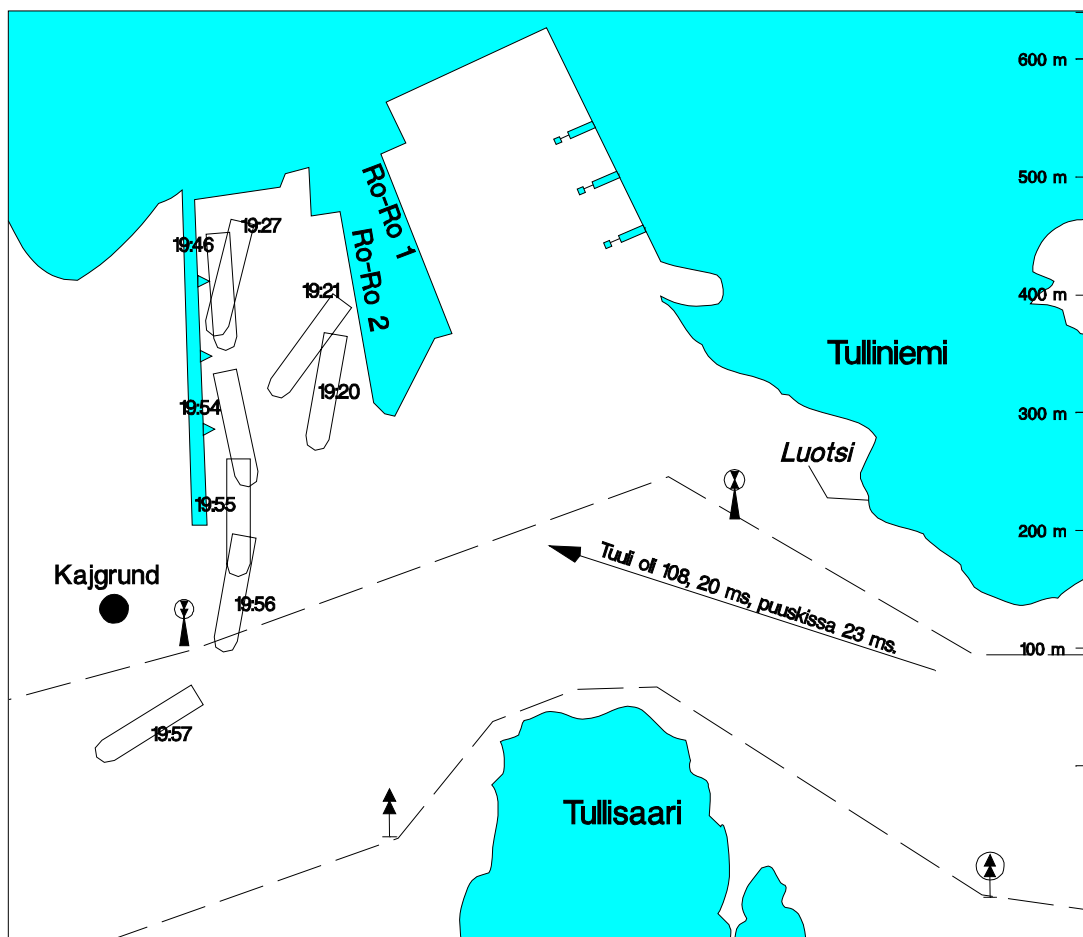 600 m
500 m
400 m
300 m
200 m
100 m
Ro-Ro 1
Ro-Ro 2
19:27
19:46
19:21
19:20
19:54
19:55
19:56
19:57
Tulliniemi
Luotsi
Kajgrund
Tuuli oli 108, 20 ms, puuskissa 23 ms.
Tullisaari